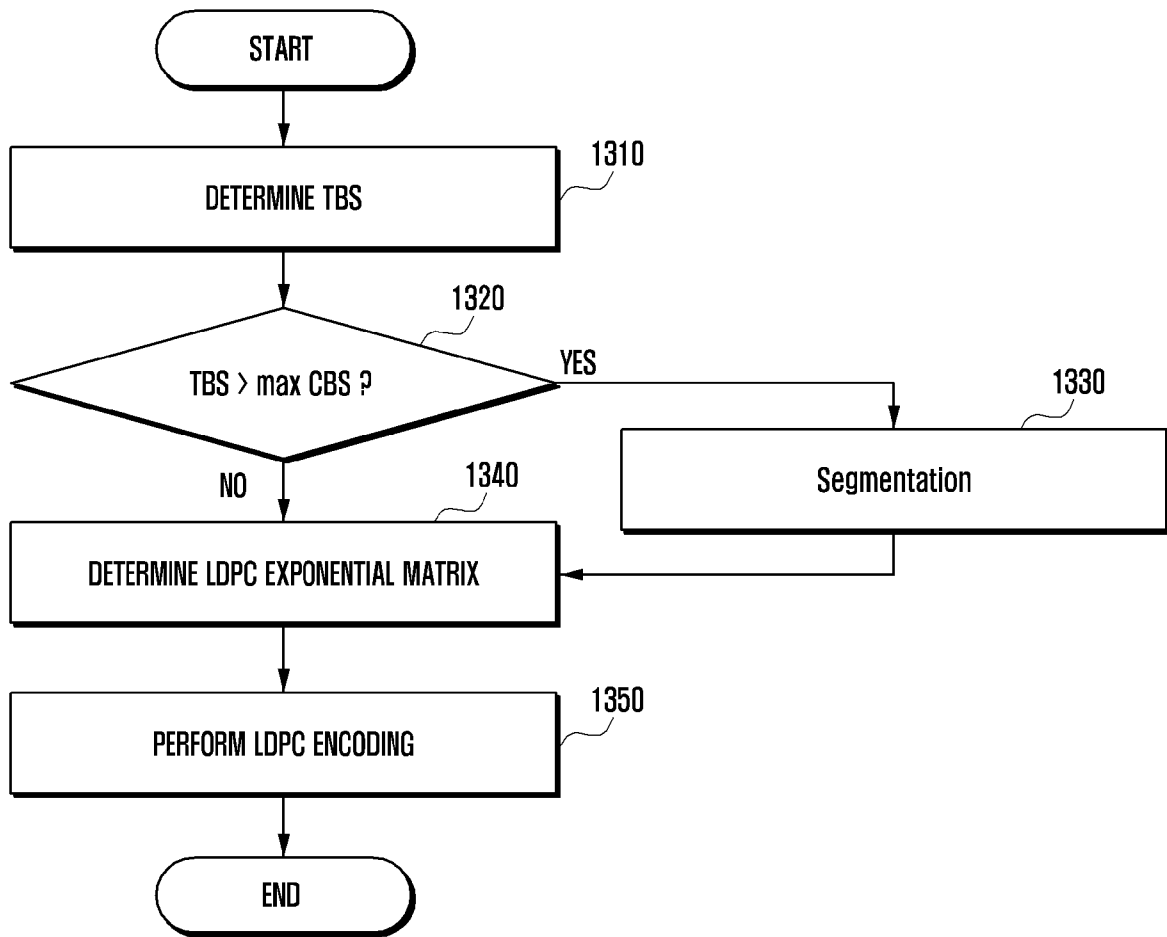 START
1310
DETERMINE TBS
1320
TBS > max CBS ?
YES
1330
Segmentation
NO
1340
DETERMINE LDPC EXPONENTIAL MATRIX
1350
PERFORM LDPC ENCODING
END